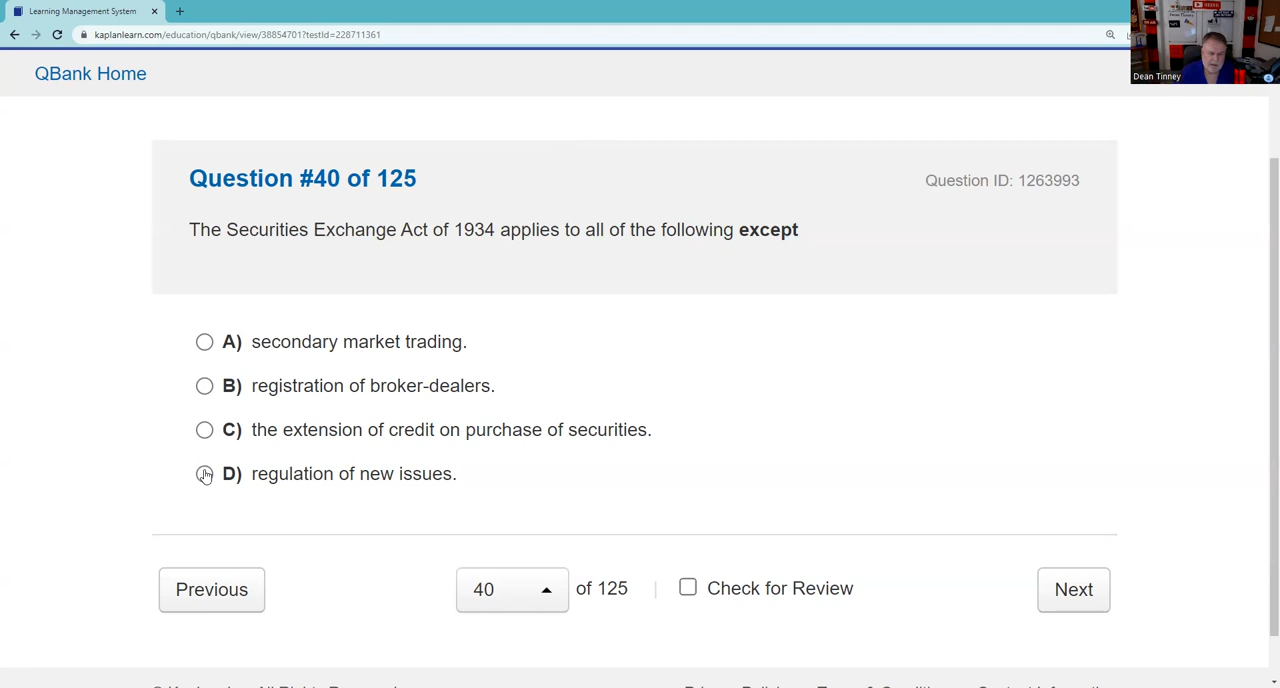 Learning Management System
kaplanlearn.com/education/qbank/view/38854701?testId=228711361
Dean Tinney
QBank Home
Question #40 of 125
Question ID: 1263993
The Securities Exchange Act of 1934 applies to all of the following except
A) secondary market trading.
B) registration of broker-dealers.
C) the extension of credit on purchase of securities.
D) regulation of new issues.
Previous
40
of 125
Check for Review
Next